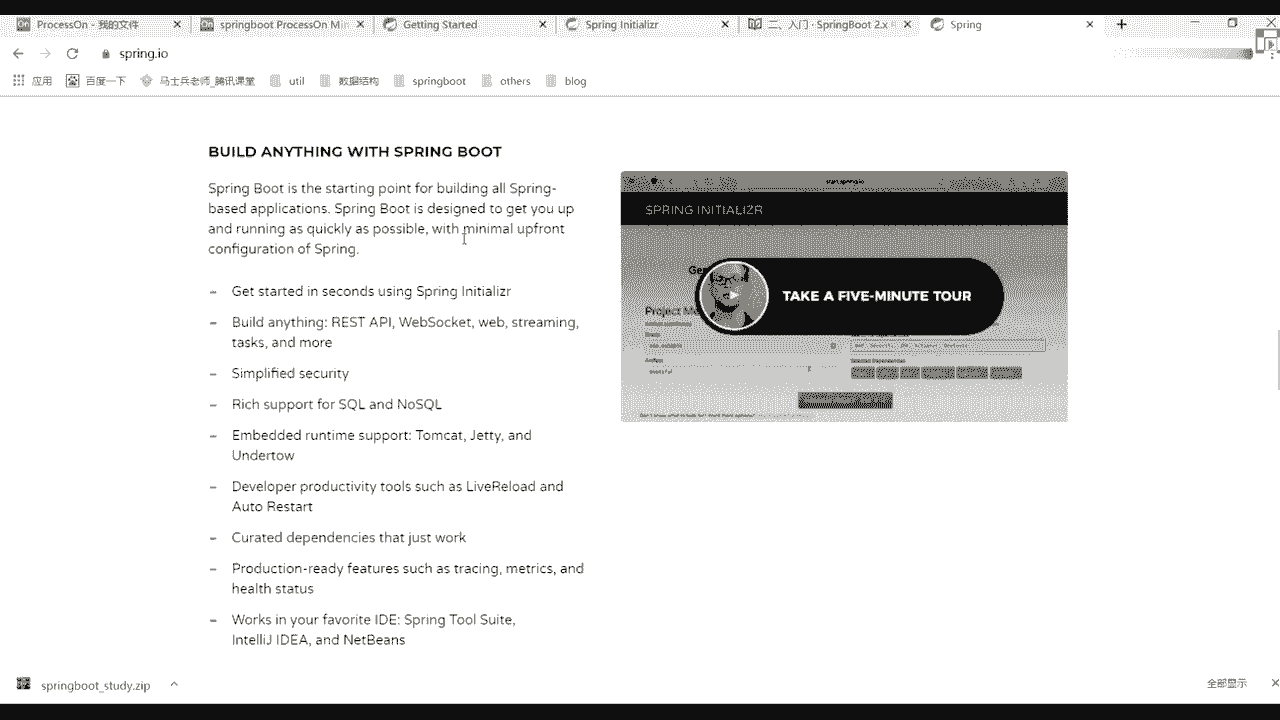 ProcessOn - 我的文件
springboot ProcessOn Min
Getting Started
Spring Initializr
二、入门 · SpringBoot 2.x
Spring
spring.io
应用
百度一下
马士兵老师_腾讯课堂
util
数据结构
springboot
others
blog
BUILD ANYTHING WITH SPRING BOOT
Spring Boot is the starting point for building all Spring-
based applications. Spring Boot is designed to get you up
and running as quickly as possible, with minimal upfront
configuration of Spring.
Get started in seconds using Spring Initializr
Build anything: REST API, WebSocket, web, streaming,
tasks, and more
Simplified security
Rich support for SQL and NoSQL
Embedded runtime support: Tomcat, Jetty, and
Undertow
Developer productivity tools such as LiveReload and
Auto Restart
Curated dependencies that just work
Production-ready features such as tracing, metrics, and
health status
Works in your favorite IDE: Spring Tool Suite,
IntelliJ IDEA, and NetBeans
start.spring.io
SPRING INITIALIZR
TAKE A FIVE-MINUTE TOUR
springboot_study.zip
全部显示